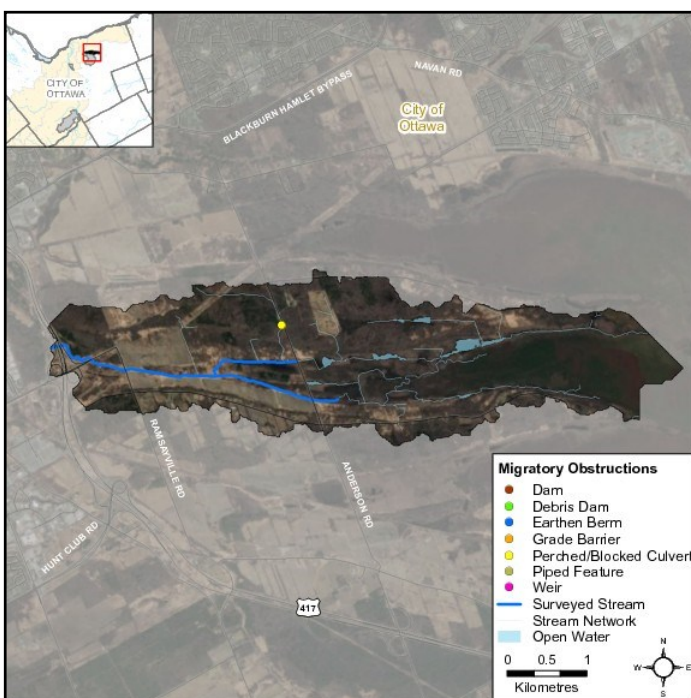 CITY OF
OTTAWA
NAVAN RD
BLACKBURN HAMLET BYPASS
City of
Ottawa
RAMSAYVILLE RD
ANDERSON RD
HUNT CLUB RD
417
Migratory Obstructions
Dam
Debris Dam
Earthen Berm
Grade Barrier
Perched/Blocked Culvert
Piped Feature
Weir
Surveyed Stream
Stream Network
Open Water
0 0.5 1
Kilometres
N
W E
S